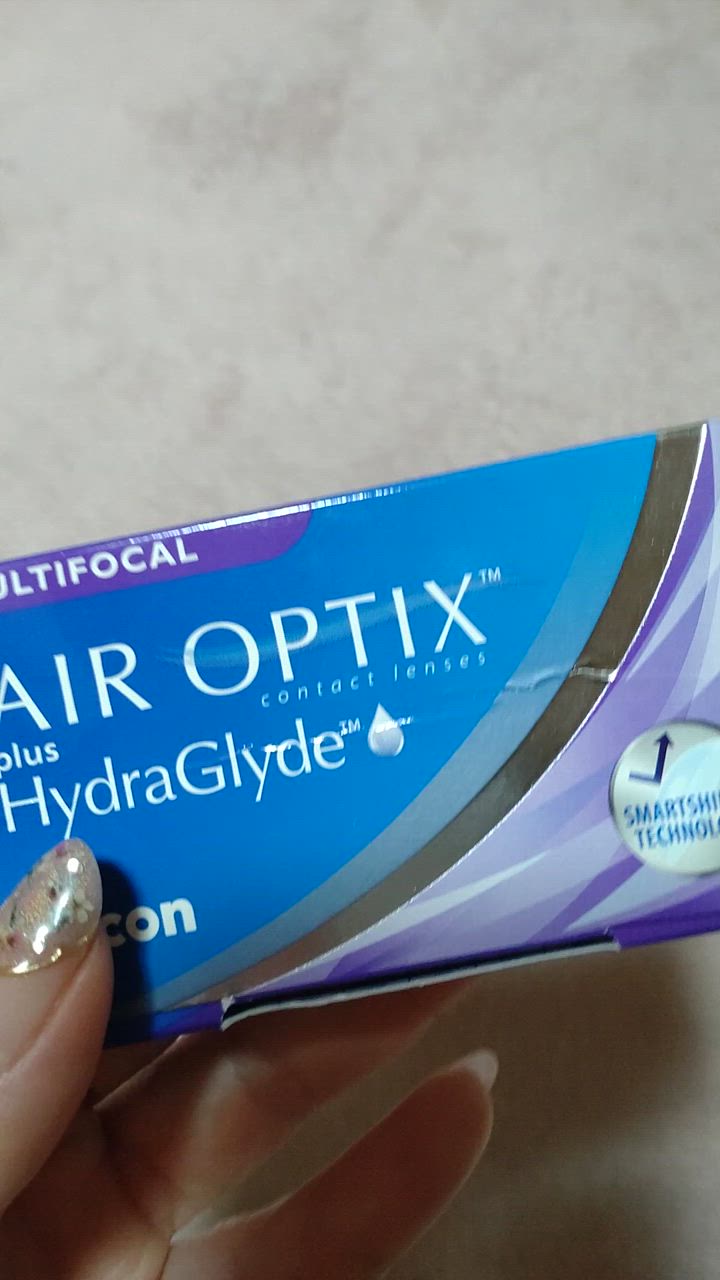 ULTIFOCAL
AIR OPTIX™
contact lenses
plus
HydraGlyde™
con
SMARTSHI
TECHNOLO